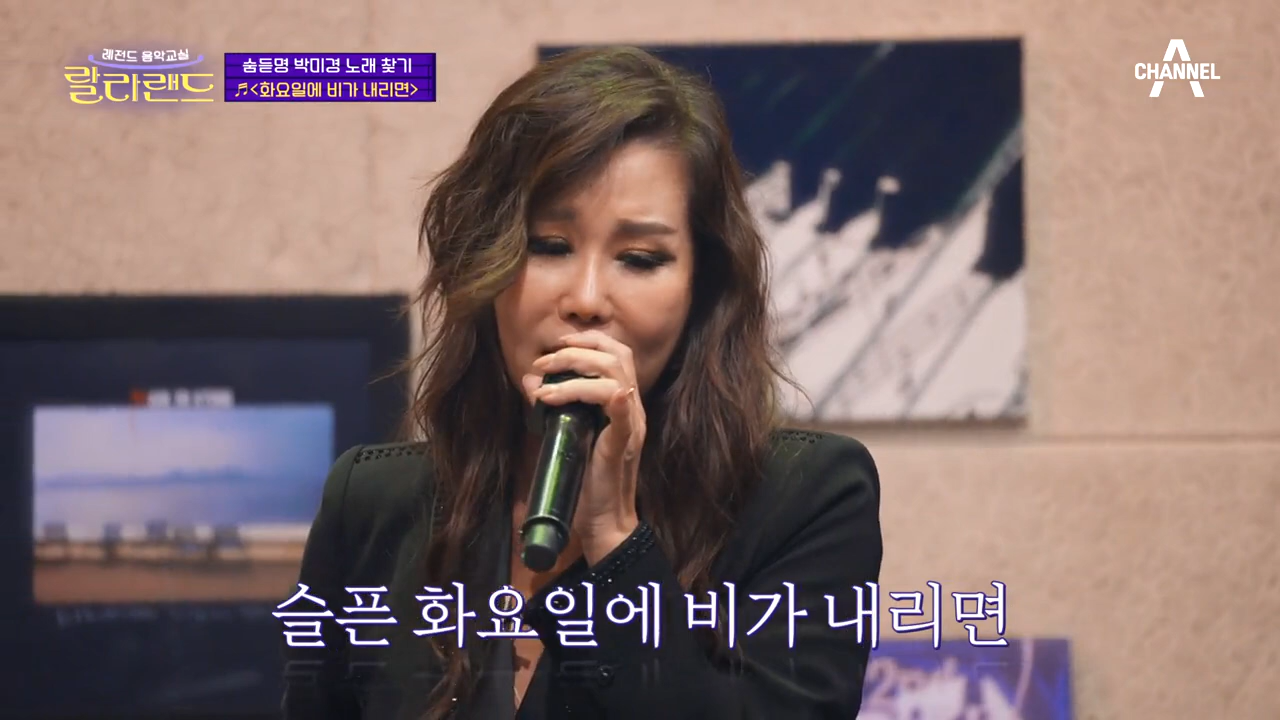 레전드 음악교실
랄라랜드
숨듣명 박미경 노래 찾기
♬<화요일에 비가 내리면>
CHANNEL A
슬픈 화요일에 비가 내리면